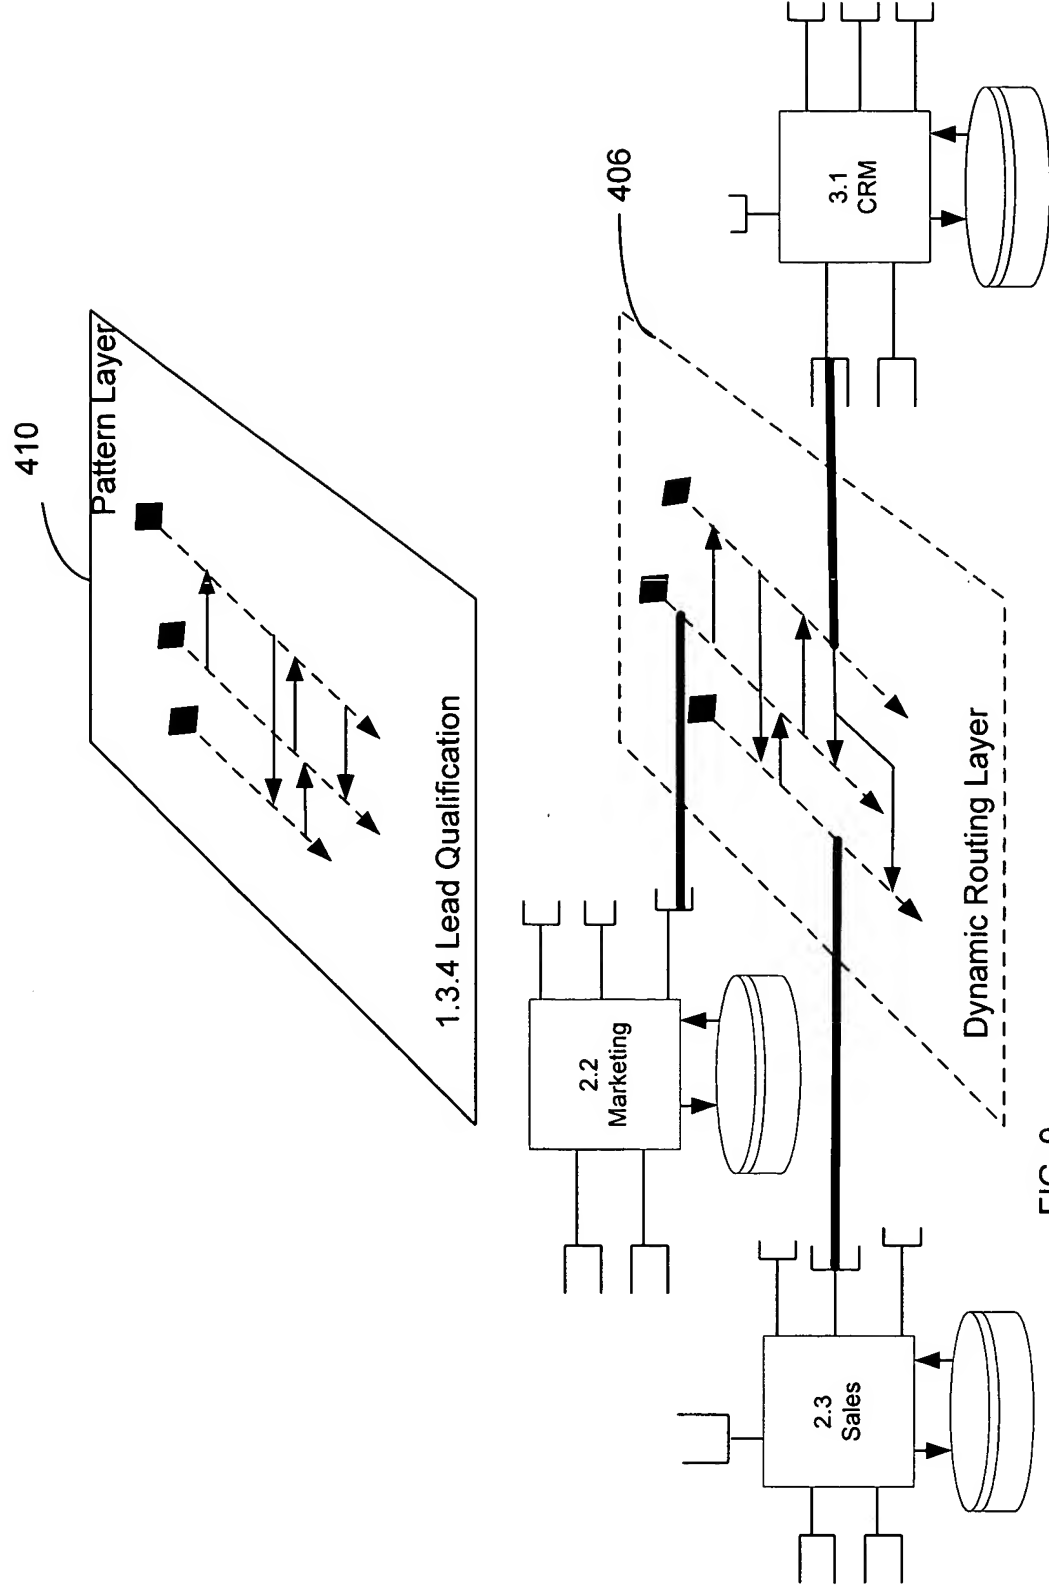 410
Pattern Layer
1.3.4 Lead Qualification
406
2.2
Marketing
3.1
CRM
2.3
Sales
Dynamic Routing Layer
FIG.